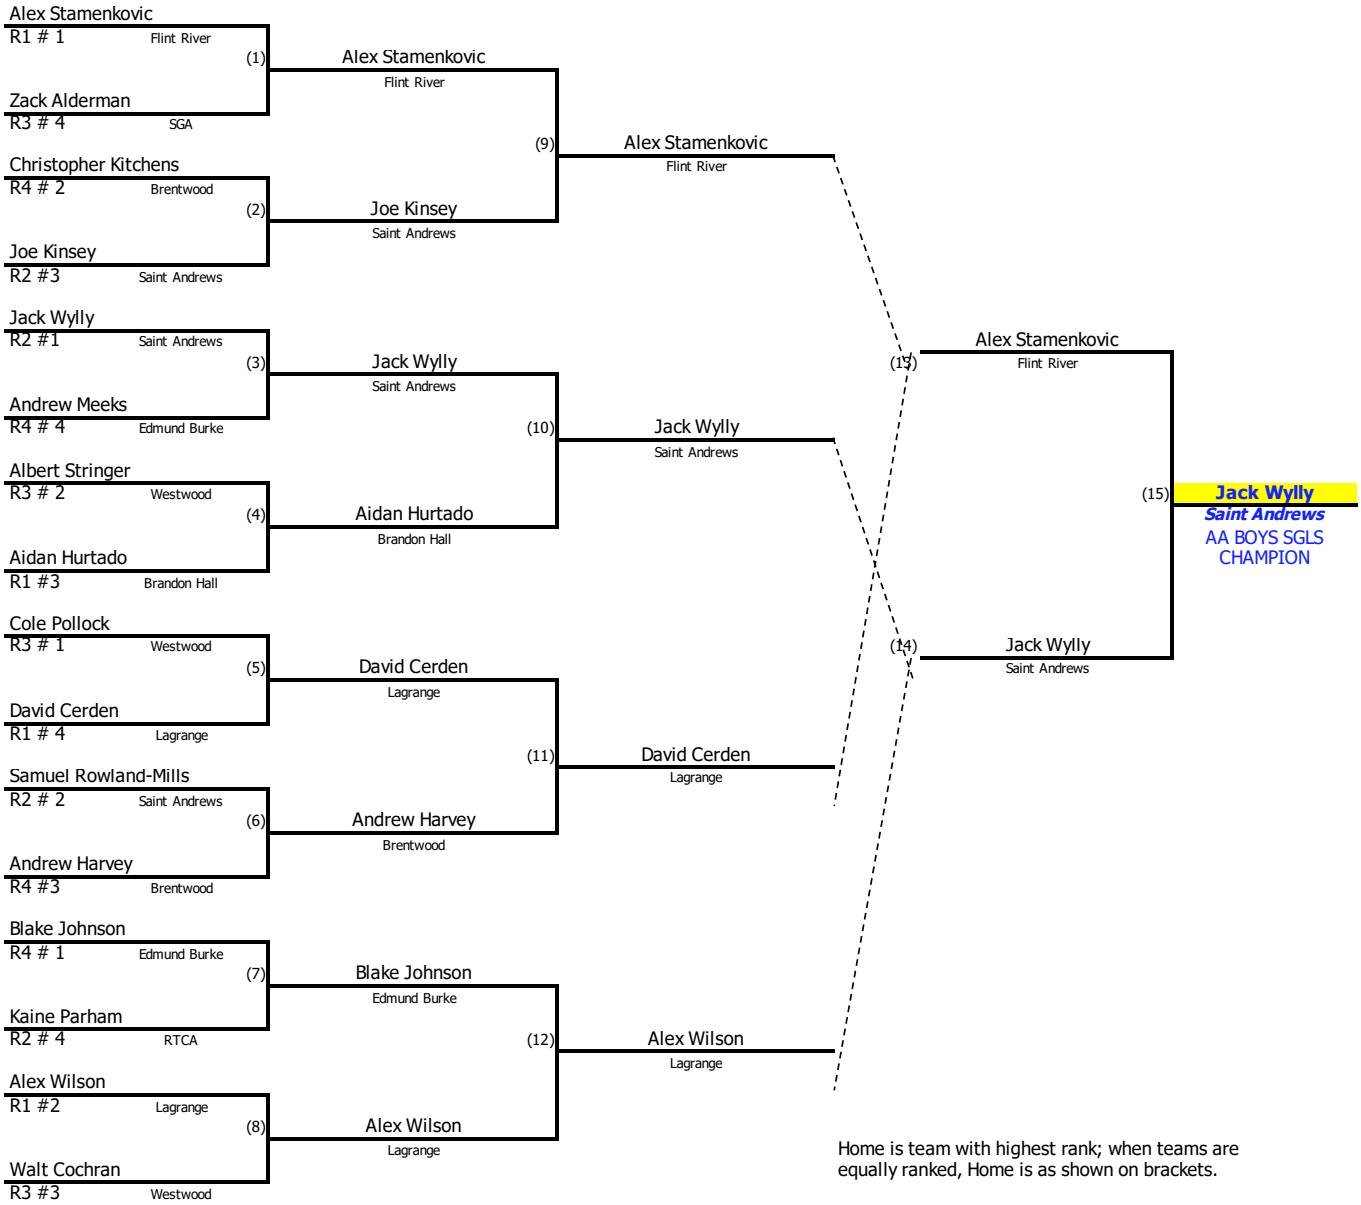 Alex Stamenkovic
R1 # 1 Flint River
(1)
Zack Alderman
R3 # 4 SGA
Christopher Kitchens
R4 # 2 Brentwood
(2)
Joe Kinsey
R2 #3 Saint Andrews
Jack Wylly
R2 #1 Saint Andrews
(3)
Andrew Meeks
R4 # 4 Edmund Burke
Albert Stringer
R3 # 2 Westwood
(4)
Aidan Hurtado
R1 #3 Brandon Hall
Cole Pollock
R3 # 1 Westwood
(5)
David Cerden
R1 # 4 Lagrange
Samuel Rowland-Mills
R2 # 2 Saint Andrews
(6)
Andrew Harvey
R4 #3 Brentwood
Blake Johnson
R4 # 1 Edmund Burke
(7)
Kaine Parham
R2 # 4 RTCA
Alex Wilson
R1 #2 Lagrange
(8)
Walt Cochran
R3 #3 Westwood
Alex Stamenkovic
Flint River
(9)
Joe Kinsey
Saint Andrews
Jack Wylly
Saint Andrews
(10)
Aidan Hurtado
Brandon Hall
David Cerden
Lagrange
(11)
Andrew Harvey
Brentwood
Blake Johnson
Edmund Burke
(12)
Alex Wilson
Lagrange
Alex Stamenkovic
Flint River
Jack Wylly
Saint Andrews
David Cerden
Lagrange
Alex Wilson
Lagrange
(13)
Alex Stamenkovic
Flint River
(14)
Jack Wylly
Saint Andrews
(15)
Jack Wylly
Saint Andrews
AA BOYS SGLS
CHAMPION
Home is team with highest rank; when teams are
equally ranked, Home is as shown on brackets.